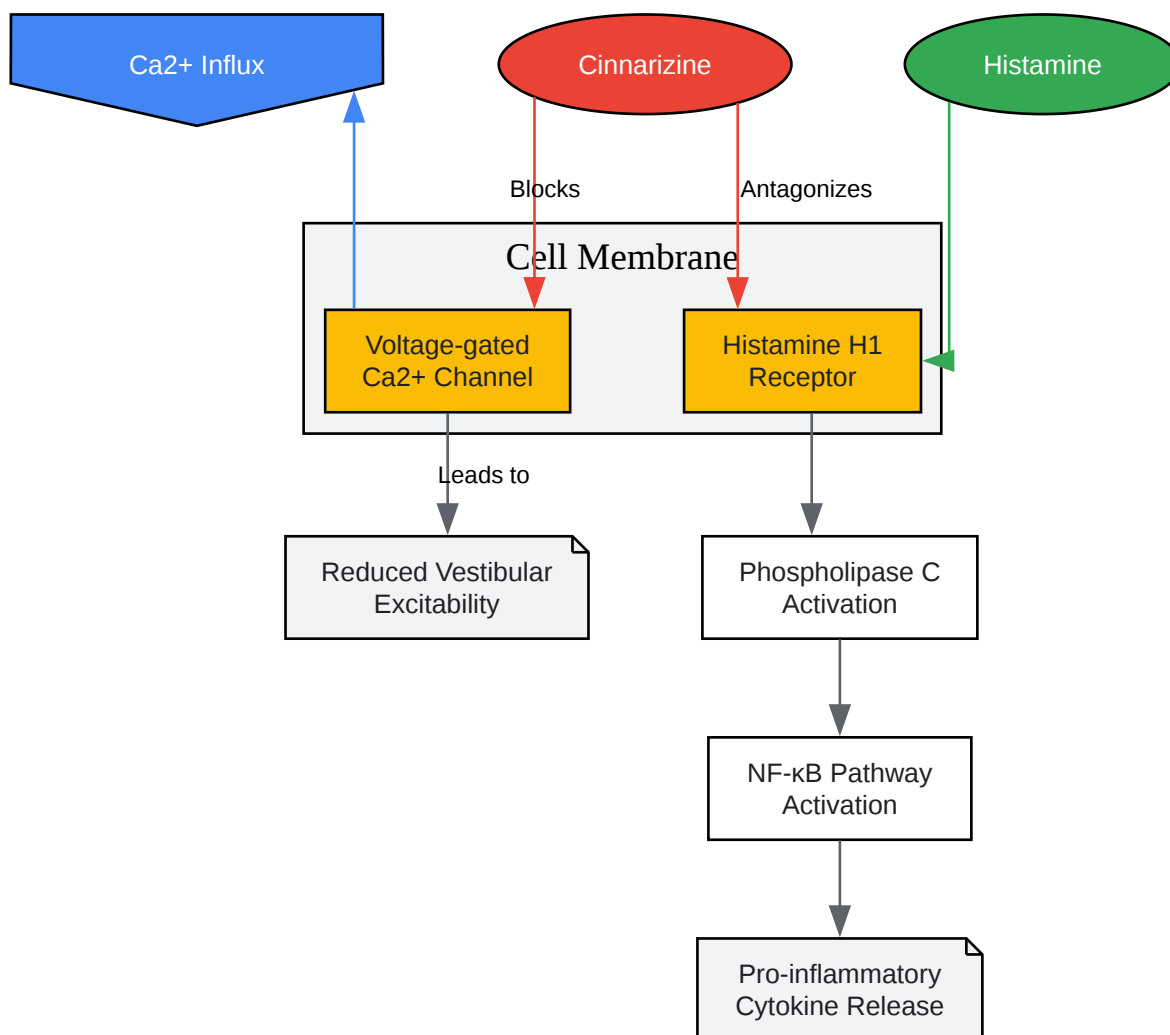 Ca2+ Influx
Cinnarizine
Histamine
Blocks
Antagonizes
Cell Membrane
Voltage-gated
Ca2+ Channel
Histamine H1
Receptor
Leads to
Reduced Vestibular
Excitability
Phospholipase C
Activation
NF-κB Pathway
Activation
Pro-inflammatory
Cytokine Release